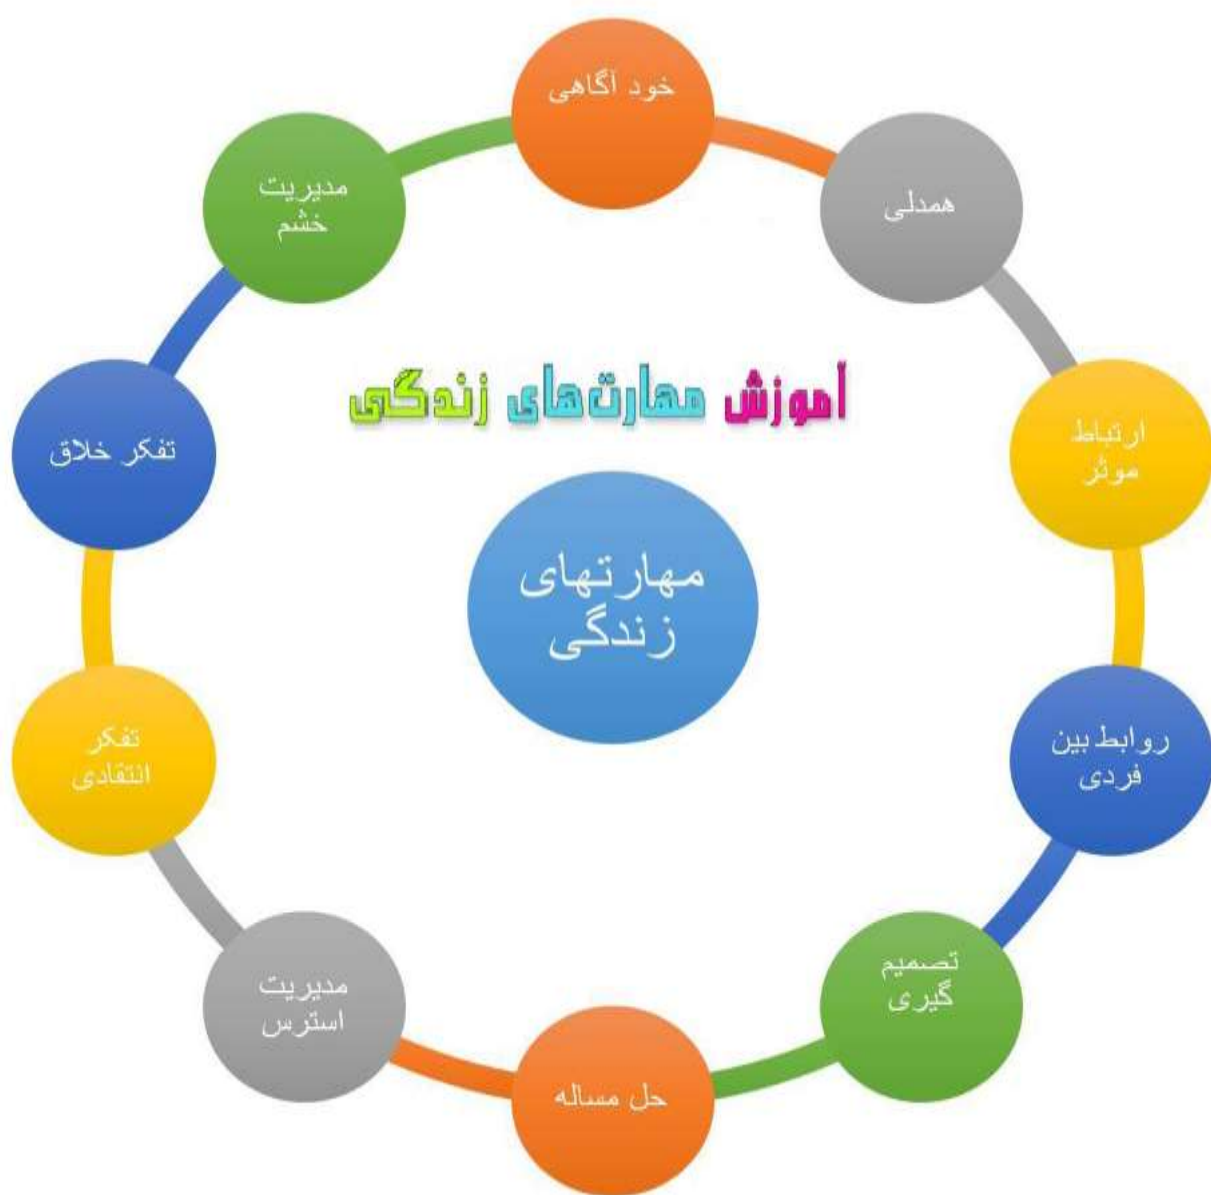 خود آگاهی
همدلی
ارتباط
موثر
روابط بین
فردی
تصمیم
گیری
حل مساله
مدیریت
استرس
تفکر
انتقادی
تفکر خلاق
مدیریت
خشم
آموزش مهارت‌های زندگی
مهارتهای
زندگی